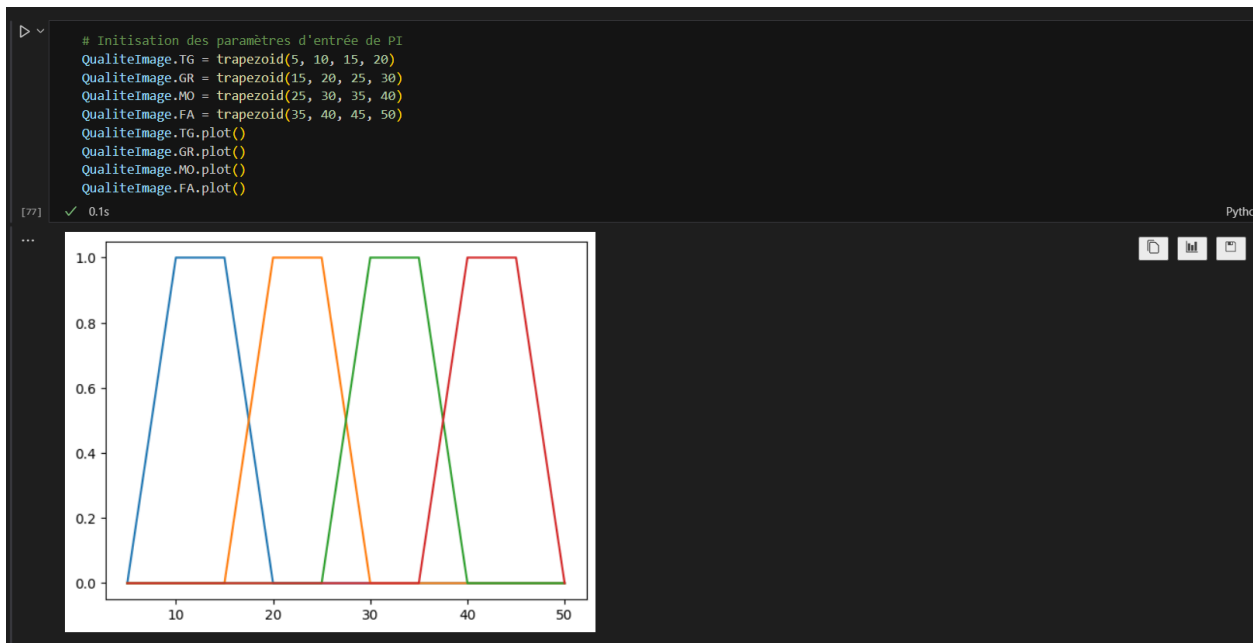 # Initisation des paramètres d'entrée de PI
QualiteImage.TG = trapezoid(5, 10, 15, 20)
QualiteImage.GR = trapezoid(15, 20, 25, 30)
QualiteImage.MO = trapezoid(25, 30, 35, 40)
QualiteImage.FA = trapezoid(35, 40, 45, 50)
QualiteImage.TG.plot()
QualiteImage.GR.plot()
QualiteImage.MO.plot()
QualiteImage.FA.plot()
[77] ✓ 0.1s Pytho
...
1.0
0.8
0.6
0.4
0.2
0.0
10 20 30 40 50